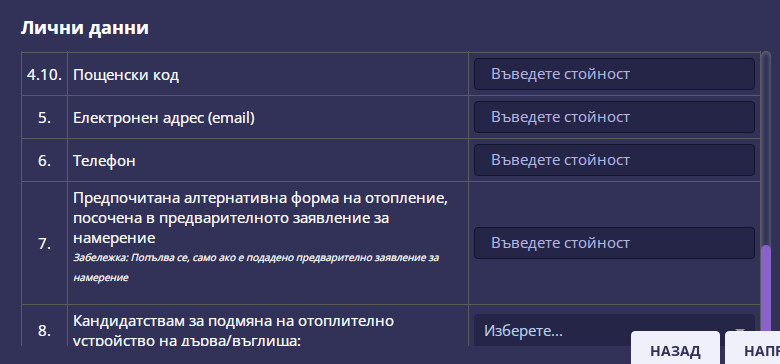 Лични данни
4.10. Пощенски код Въведете стойност
5. Електронен адрес (email) Въведете стойност
6. Телефон Въведете стойност
Предпочитана алтернативна форма на отопление,
посочена в предварителното заявление за
намерение
7. Въведете стойност
Забележка: Попълва се, само ако е подадено предварително заявление за
намерение
Кандидатствам за подмяна на отоплително
8. Изберете...
устройство на дърва/въглища:
НАЗАД НАПР